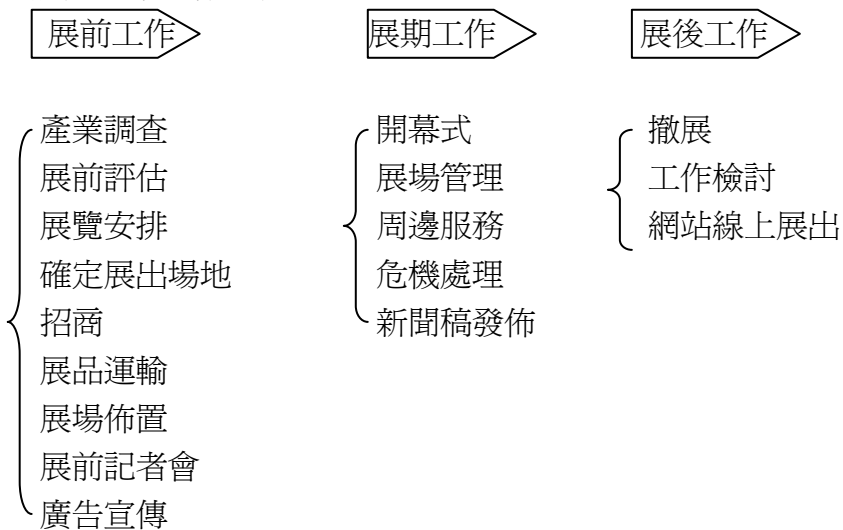 展前工作
展期工作
展後工作
產業調查
展前評估
展覽安排
確定展出場地
招商
展品運輸
展場佈置
展前記者會
廣告宣傳
開幕式
展場管理
周邊服務
危機處理
新聞稿發佈
撤展
工作檢討
網站線上展出